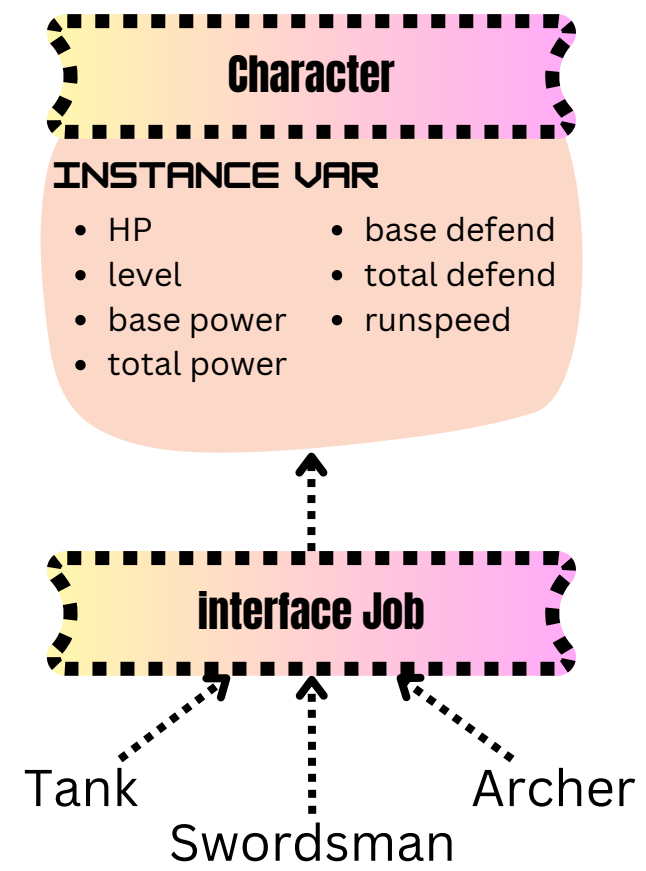 Character
INSTANCE VAR
HP
level
base power
total power
base defend
total defend
runspeed
interface Job
Tank
Archer
Swordsman